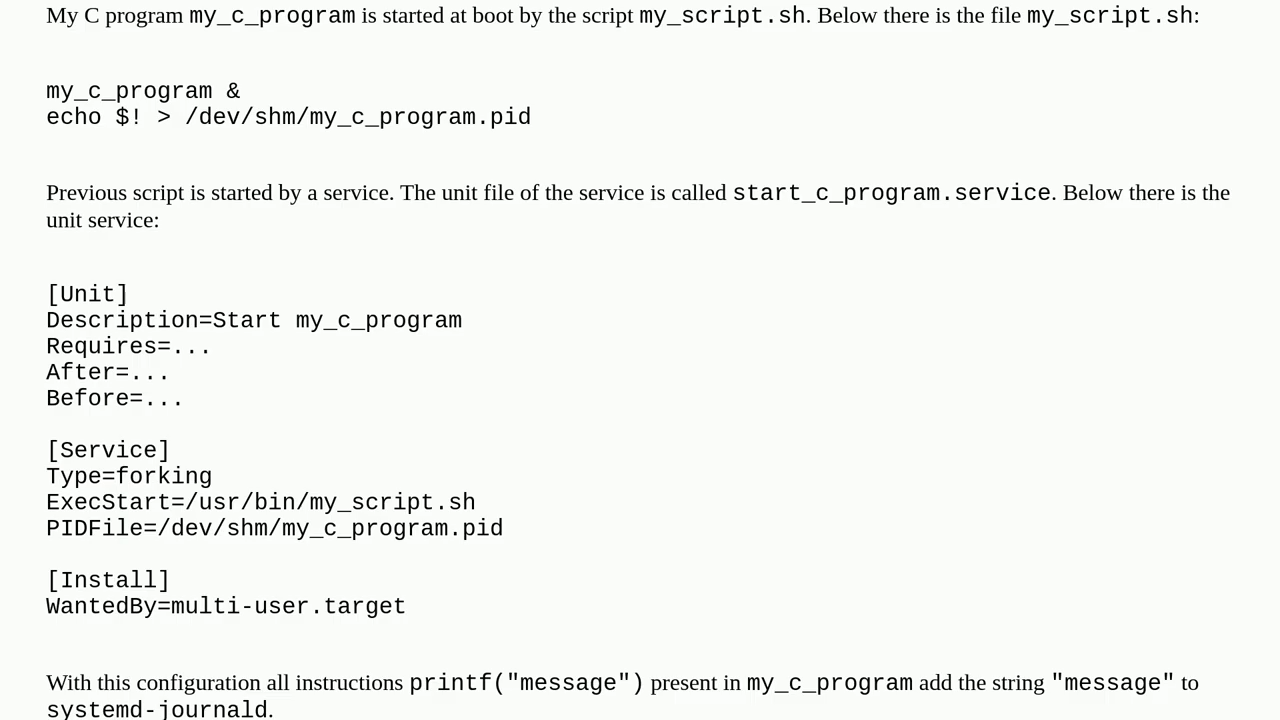 My C program my_c_program is started at boot by the script my_script.sh. Below there is the file my_script.sh:
my_c_program &
echo $! > /dev/shm/my_c_program.pid
Previous script is started by a service. The unit file of the service is called start_c_program.service. Below there is the
unit service:
[Unit]
Description=Start my_c_program
Requires=...
After=...
Before=...
[Service]
Type=forking
ExecStart=/usr/bin/my_script.sh
PIDFile=/dev/shm/my_c_program.pid
[Install]
WantedBy=multi-user.target
With this configuration all instructions printf("message") present in my_c_program add the string "message" to
systemd-journald.